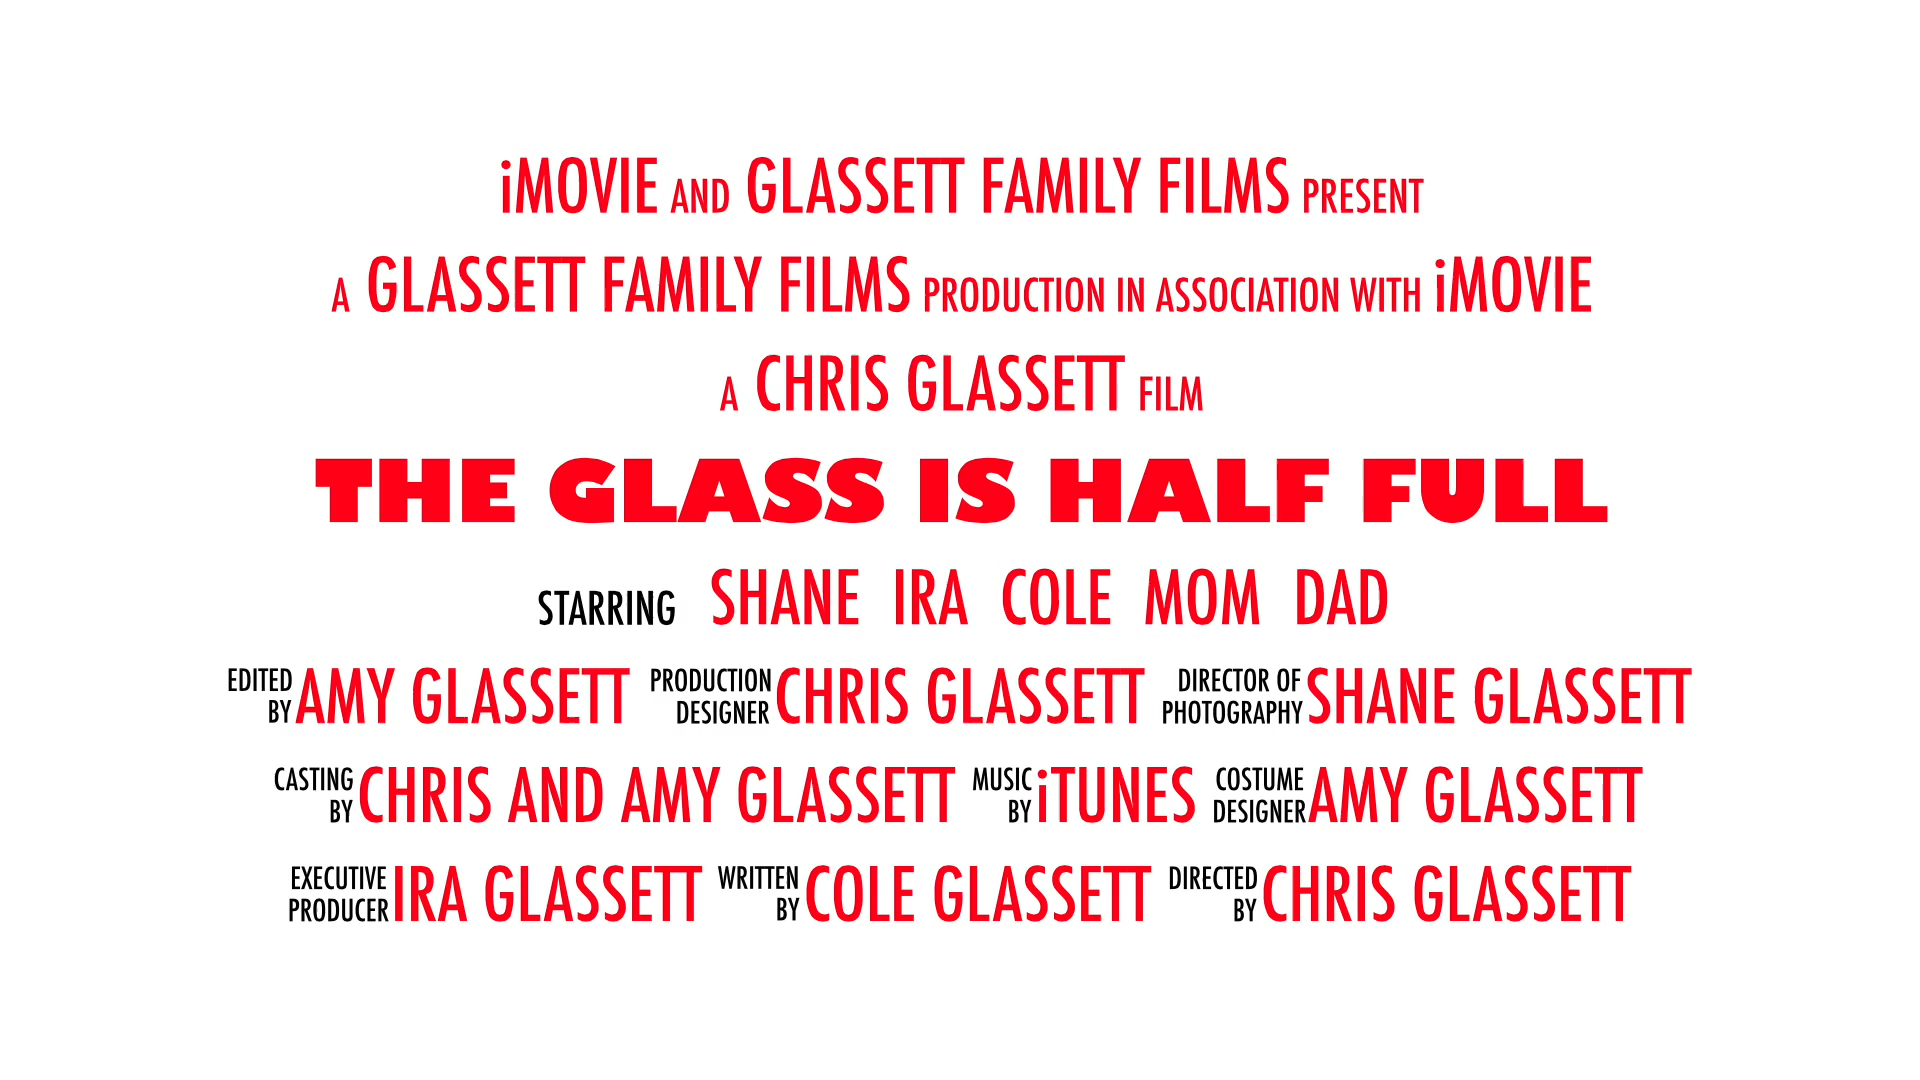 iMOVIE AND GLASSETT FAMILY FILMS PRESENT
A GLASSETT FAMILY FILMS PRODUCTION IN ASSOCIATION WITH iMOVIE
A CHRIS GLASSETT FILM
THE GLASS IS HALF FULL
STARRING SHANE IRA COLE MOM DAD
EDITED BY AMY GLASSETT PRODUCTION DESIGNER CHRIS GLASSETT DIRECTOR OF PHOTOGRAPHY SHANE GLASSETT
CASTING BY CHRIS AND AMY GLASSETT MUSIC BY iTUNES COSTUME DESIGNER AMY GLASSETT
EXECUTIVE PRODUCER IRA GLASSETT WRITTEN BY COLE GLASSETT DIRECTED BY CHRIS GLASSETT